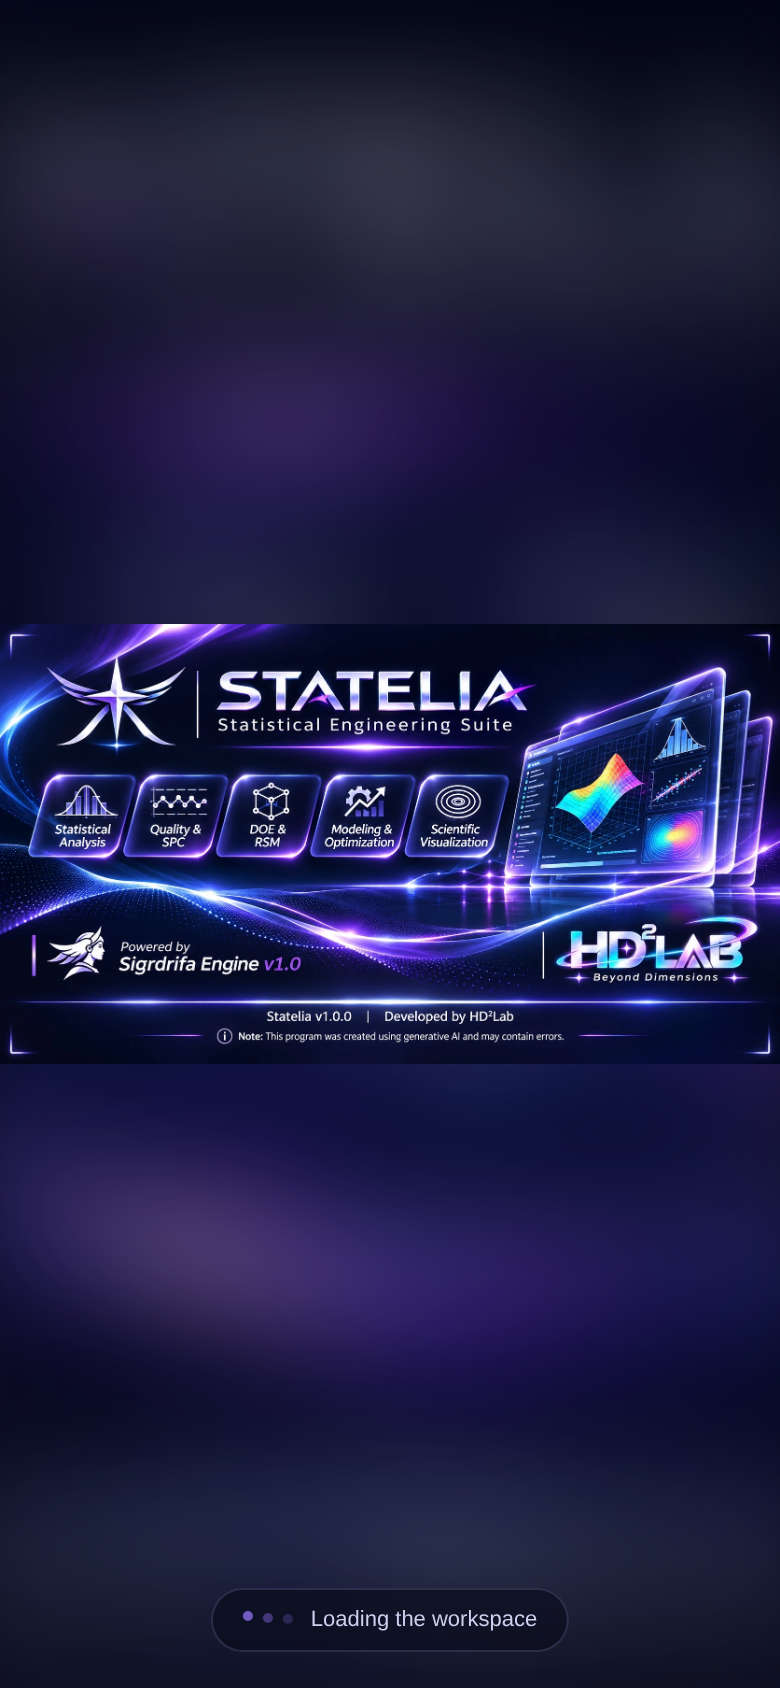 STATELIA
Statistical Engineering Suite
Statistical
Analysis
Quality &
SPC
DOE &
RSM
Modeling &
Optimization
Scientific
Visualization
Powered by
Sigrdrifa Engine v1.0
HD²LAB
Beyond Dimensions
Statelia v1.0.0 | Developed by HD²Lab
Note: This program was created using generative AI and may contain errors.
Loading the workspace